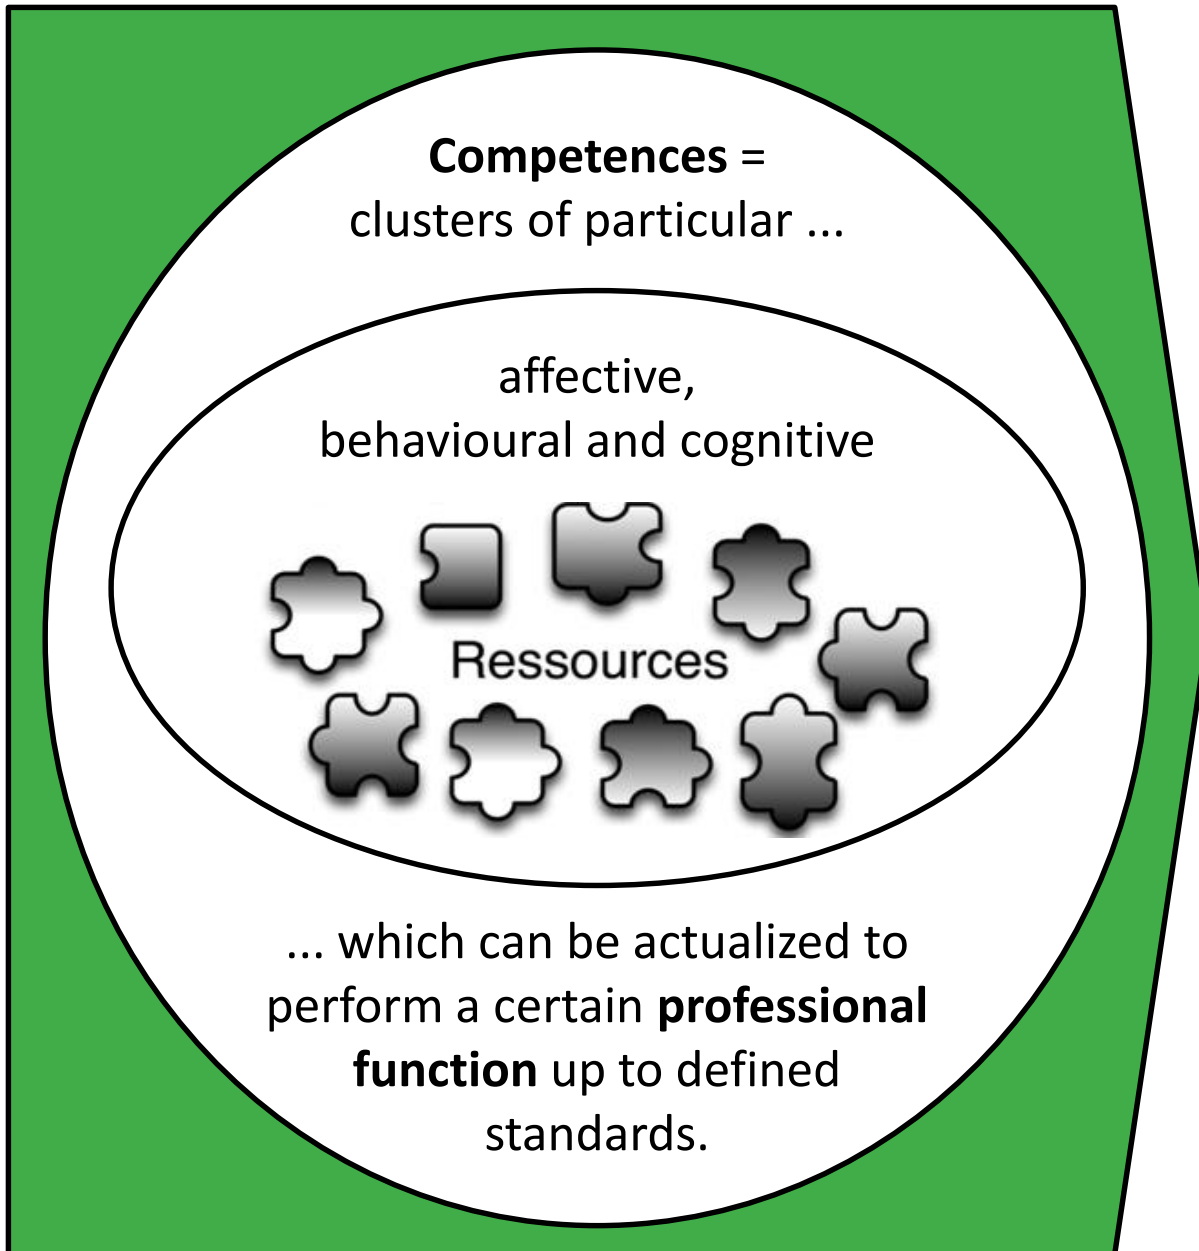 Competences =
clusters of particular ...
affective,
behavioural and cognitive
Ressources
... which can be actualized to
perform a certain professional
function up to defined
standards.